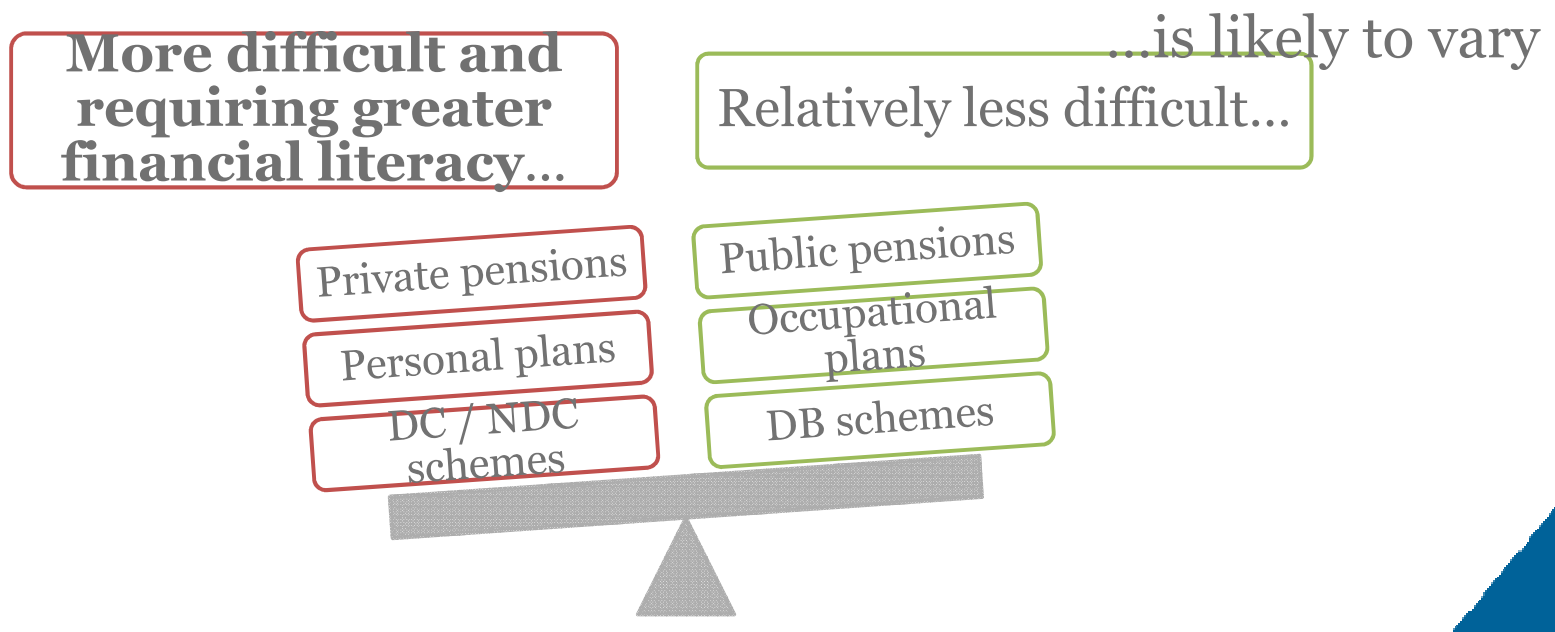 …is likely to vary
More difficult and
requiring greater
financial literacy…
Relatively less difficult…
Private pensions
Personal plans
DC / NDC
schemes
Public pensions
Occupational
plans
DB schemes